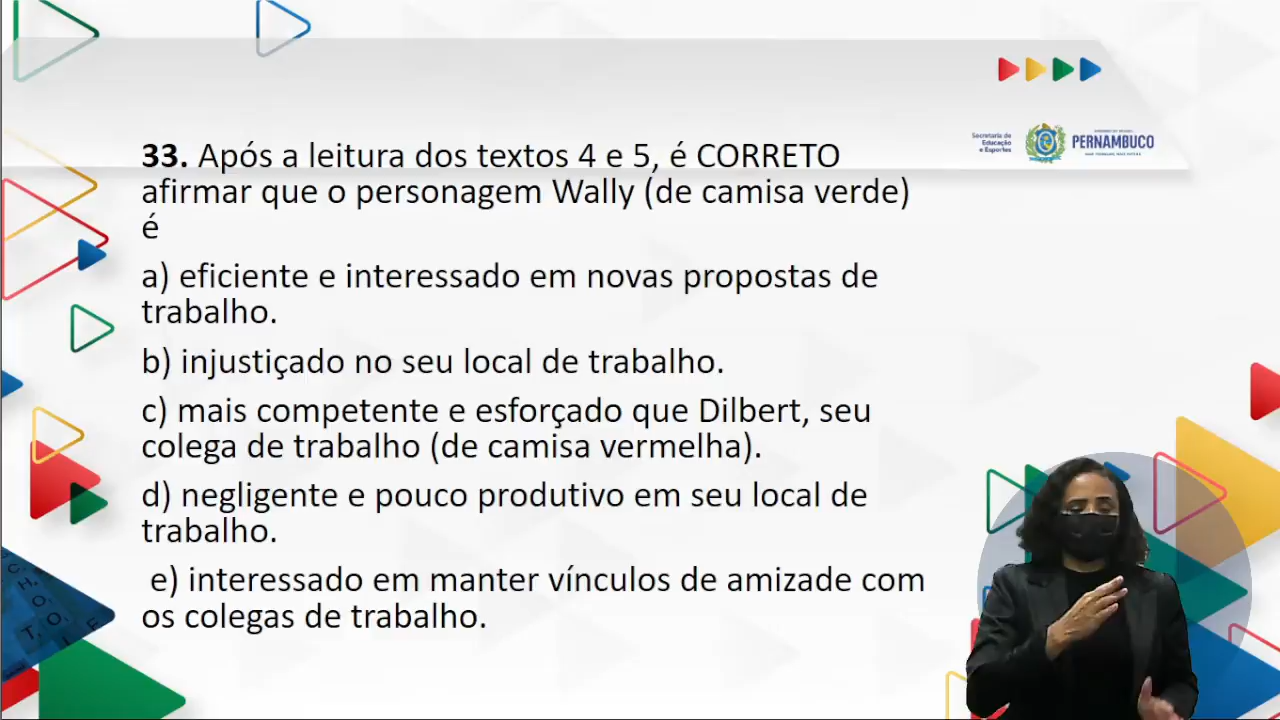 Secretaria de
Educação
e Esportes
PERNAMBUCO
33. Após a leitura dos textos 4 e 5, é CORRETO
afirmar que o personagem Wally (de camisa verde)
é
a) eficiente e interessado em novas propostas de
trabalho.
b) injustiçado no seu local de trabalho.
c) mais competente e esforçado que Dilbert, seu
colega de trabalho (de camisa vermelha).
d) negligente e pouco produtivo em seu local de
trabalho.
e) interessado em manter vínculos de amizade com
os colegas de trabalho.